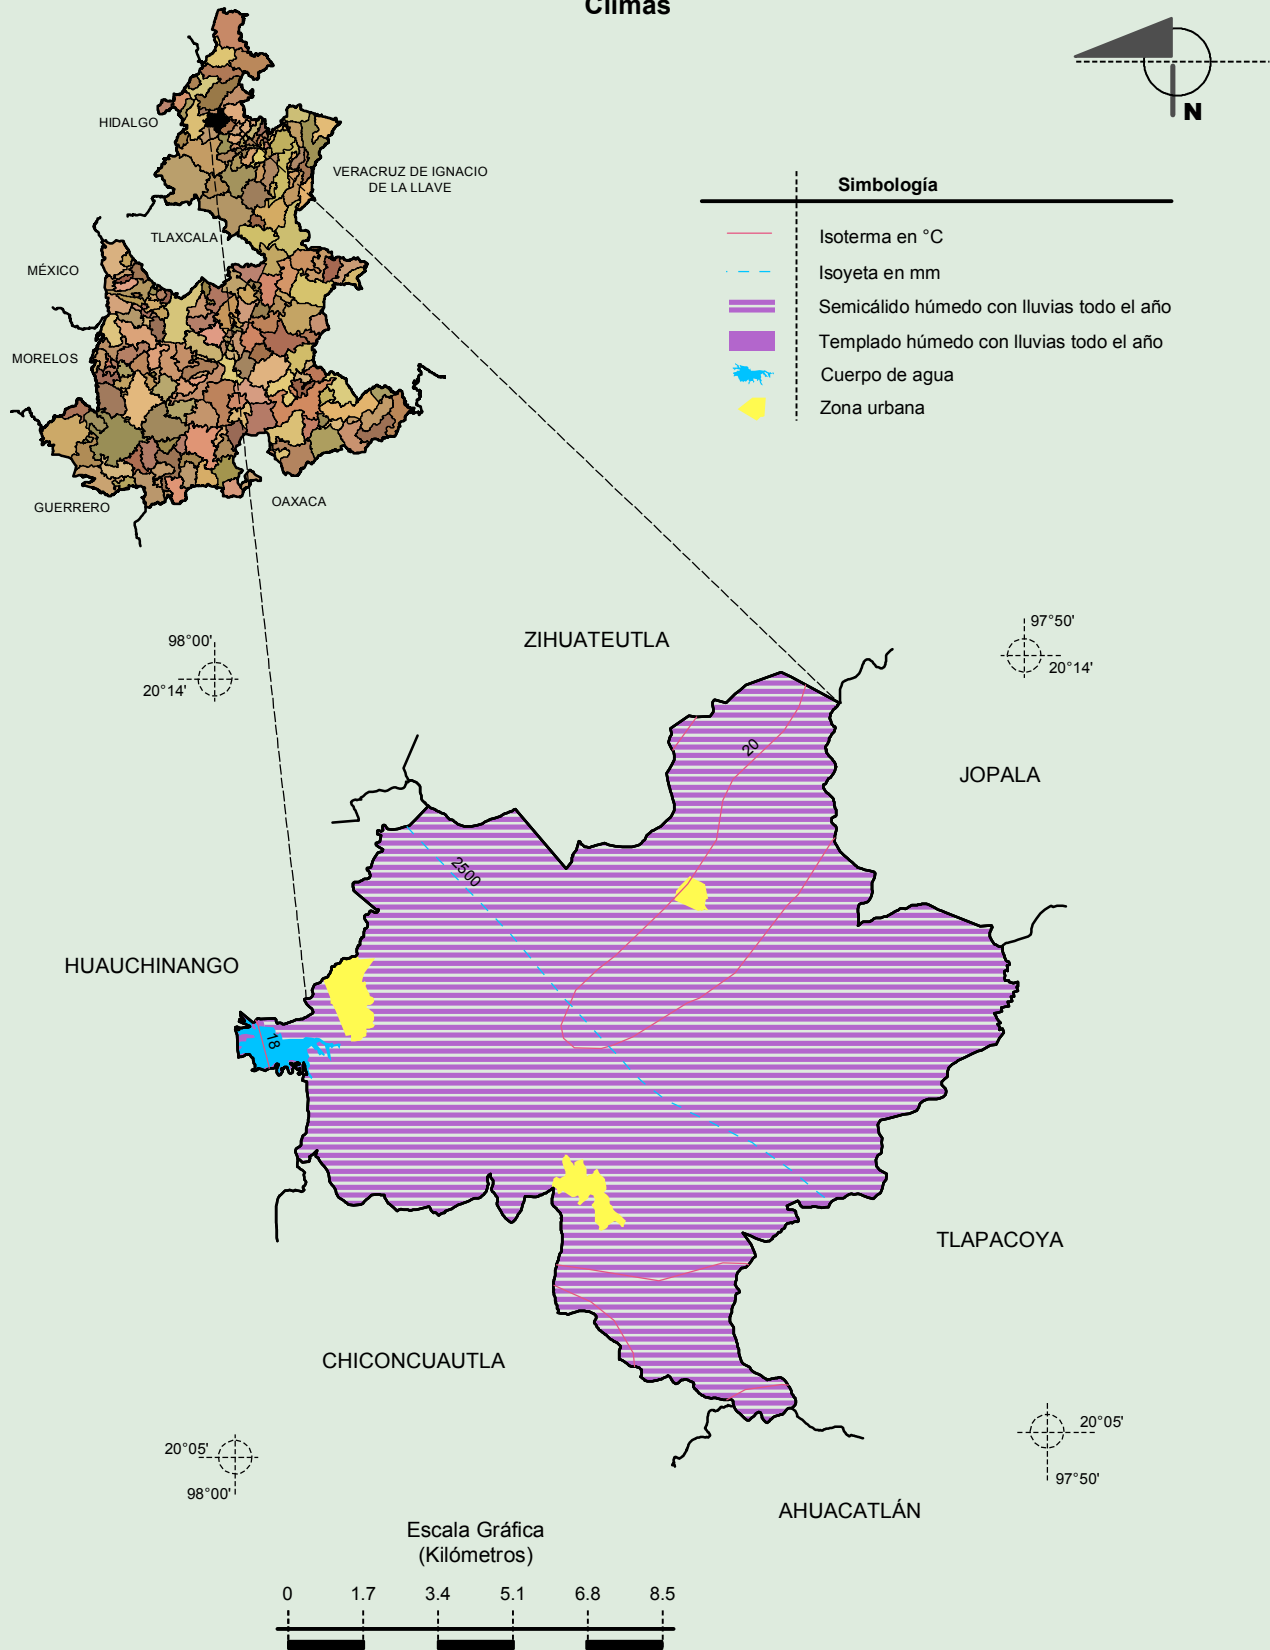 Climas
N
HIDALGO
VERACRUZ DE IGNACIO
DE LA LLAVE
TLAXCALA
MÉXICO
MORELOS
GUERRERO
OAXACA
Simbología
Isoterma en °C
Isoyeta en mm
Semicálido húmedo con lluvias todo el año
Templado húmedo con lluvias todo el año
Cuerpo de agua
Zona urbana
98°00'
20°14'
ZIHUATEUTLA
97°50'
20°14'
JOPALA
20
2500
HUAUCHINANGO
18
TLAPACOYA
CHICONCUAUTLA
20°05'
98°00'
20°05'
97°50'
AHUACATLÁN
Escala Gráfica
(Kilómetros)
0 1.7 3.4 5.1 6.8 8.5